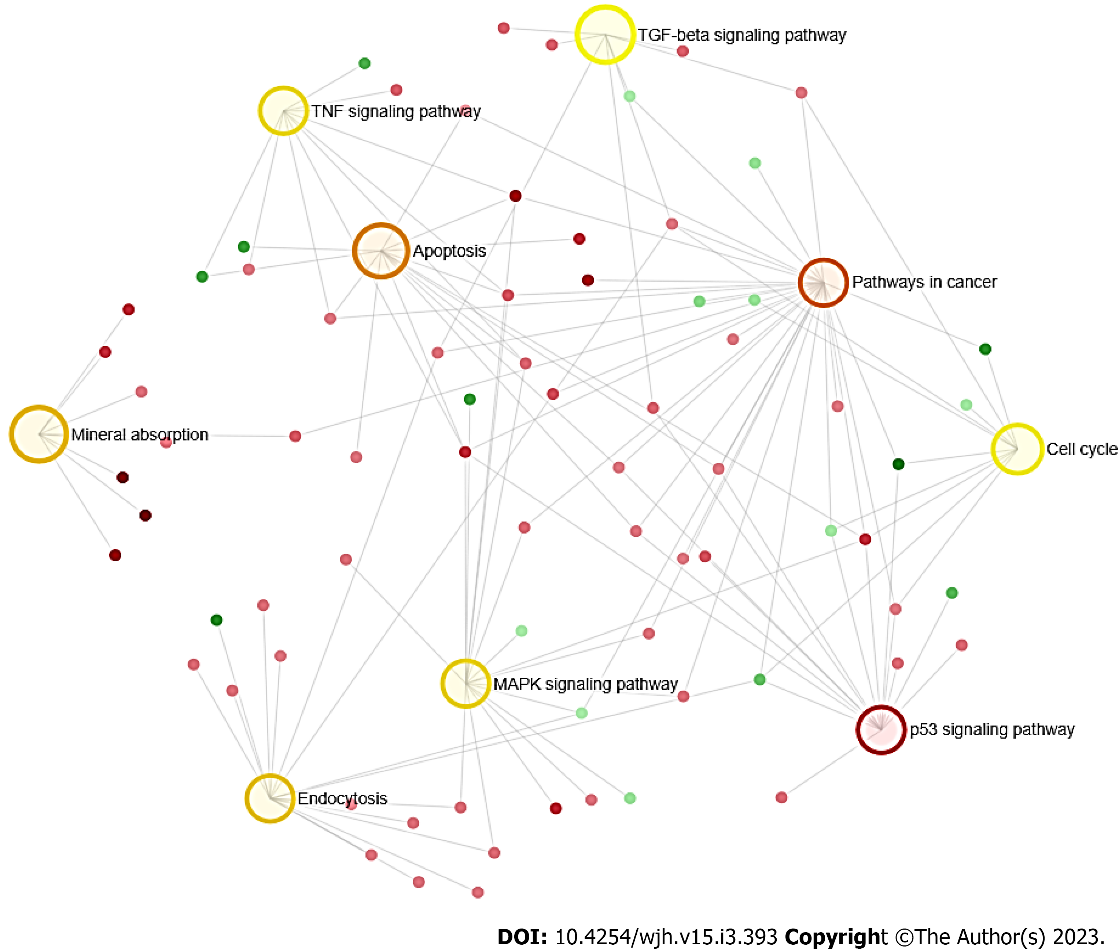 TGF-beta signaling pathway
TNF signaling pathway
Apoptosis
Pathways in cancer
Mineral absorption
Cell cycle
MAPK signaling pathway
p53 signaling pathway
Endocytosis
DOI: 10.4254/wjh.v15.i3.393 Copyright ©The Author(s) 2023.